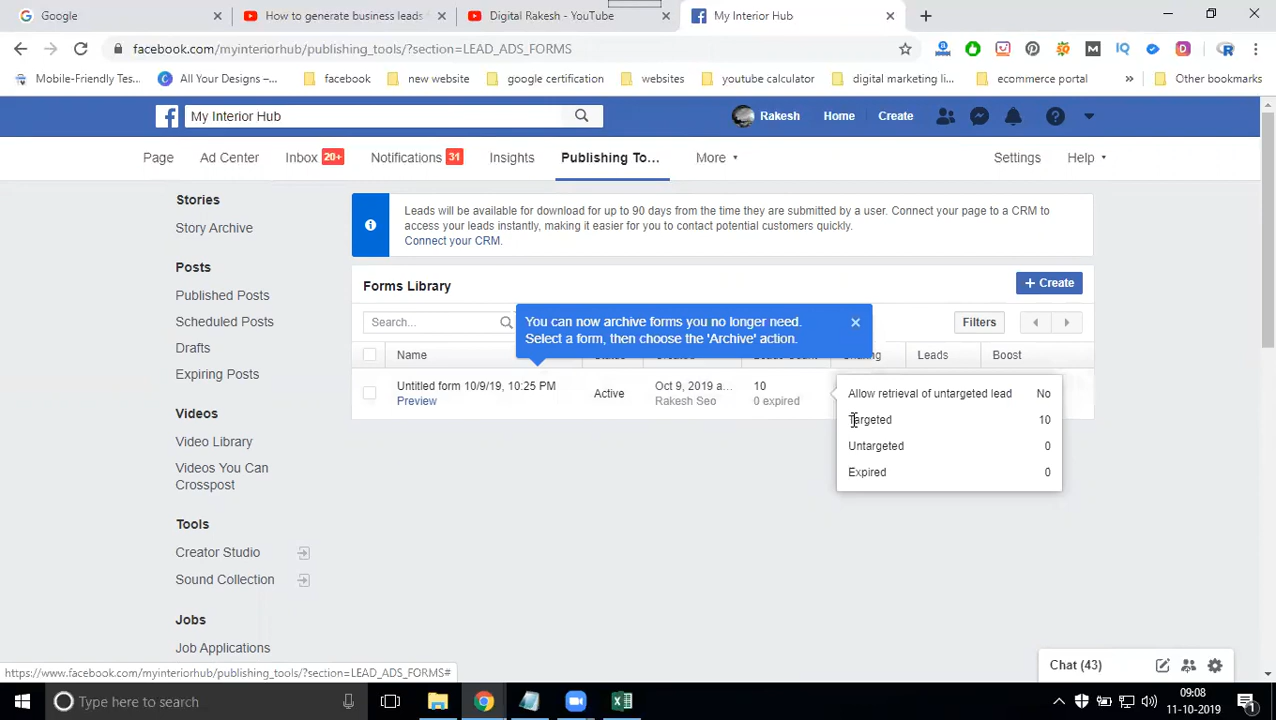 Google
How to generate business leads
Digital Rakesh - YouTube
My Interior Hub
facebook.com/myinteriorhub/publishing_tools/?section=LEAD_ADS_FORMS
Mobile-Friendly Tes...
All Your Designs –...
facebook
new website
google certification
websites
youtube calculator
digital marketing li...
ecommerce portal
»
Other bookmarks
My Interior Hub
Rakesh
Home
Create
Page
Ad Center
Inbox 20+
Notifications 31
Insights
Publishing To...
More
Settings
Help
Stories
Story Archive
Posts
Published Posts
Scheduled Posts
Drafts
Expiring Posts
Videos
Video Library
Videos You Can
Crosspost
Tools
Creator Studio
Sound Collection
Jobs
Job Applications
Leads will be available for download for up to 90 days from the time they are submitted by a user. Connect your page to a CRM to
access your leads instantly, making it easier for you to contact potential customers quickly.
Connect your CRM.
Forms Library
+ Create
Search...
You can now archive forms you no longer need.
Select a form, then choose the 'Archive' action.
Filters
Name
Leads
Boost
Untitled form 10/9/19, 10:25 PM
Preview
Active
Oct 9, 2019 a...
Rakesh Seo
10
0 expired
Allow retrieval of untargeted lead No
Targeted 10
Untargeted 0
Expired 0
https://www.facebook.com/myinteriorhub/publishing_tools/?section=LEAD_ADS_FORMS#
Chat (43)
Type here to search
09:08
11-10-2019
1